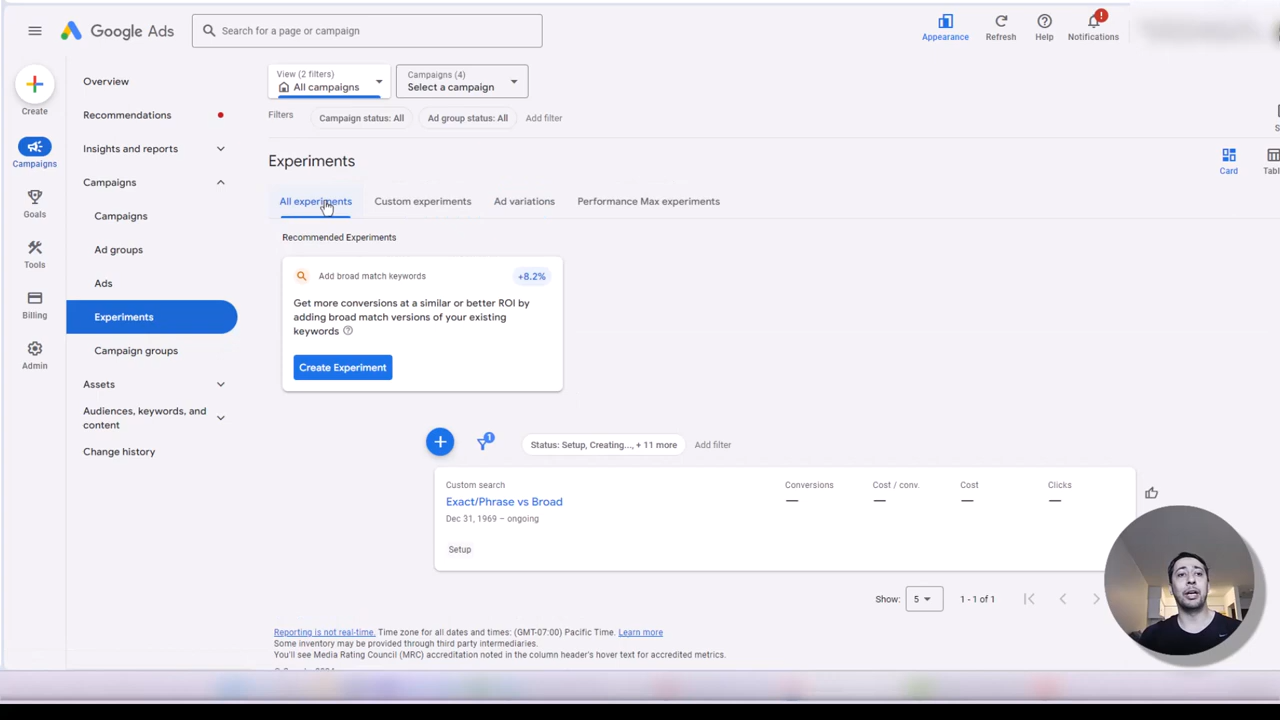 Google Ads
Search for a page or campaign
Appearance
Refresh
Help
!
Notifications
Create
Campaigns
Goals
Tools
Billing
Admin
Overview
Recommendations
Insights and reports
Campaigns
Campaigns
Ad groups
Ads
Experiments
Campaign groups
Assets
Audiences, keywords, and
content
Change history
View (2 filters)
All campaigns
Campaigns (4)
Select a campaign
Filters
Campaign status: All
Ad group status: All
Add filter
Experiments
Card
Tabl
All experiments
Custom experiments
Ad variations
Performance Max experiments
Recommended Experiments
Add broad match keywords
+8.2%
Get more conversions at a similar or better ROI by
adding broad match versions of your existing
keywords
Create Experiment
1
Status: Setup, Creating..., + 11 more
Add filter
Custom search
Conversions
Cost / conv.
Cost
Clicks
Exact/Phrase vs Broad
—
—
—
—
Dec 31, 1969 – ongoing
Setup
Show:
5
1 - 1 of 1
Reporting is not real-time. Time zone for all dates and times: (GMT-07:00) Pacific Time. Learn more
Some inventory may be provided through third party intermediaries.
You'll see Media Rating Council (MRC) accreditation noted in the column header's hover text for accredited metrics.